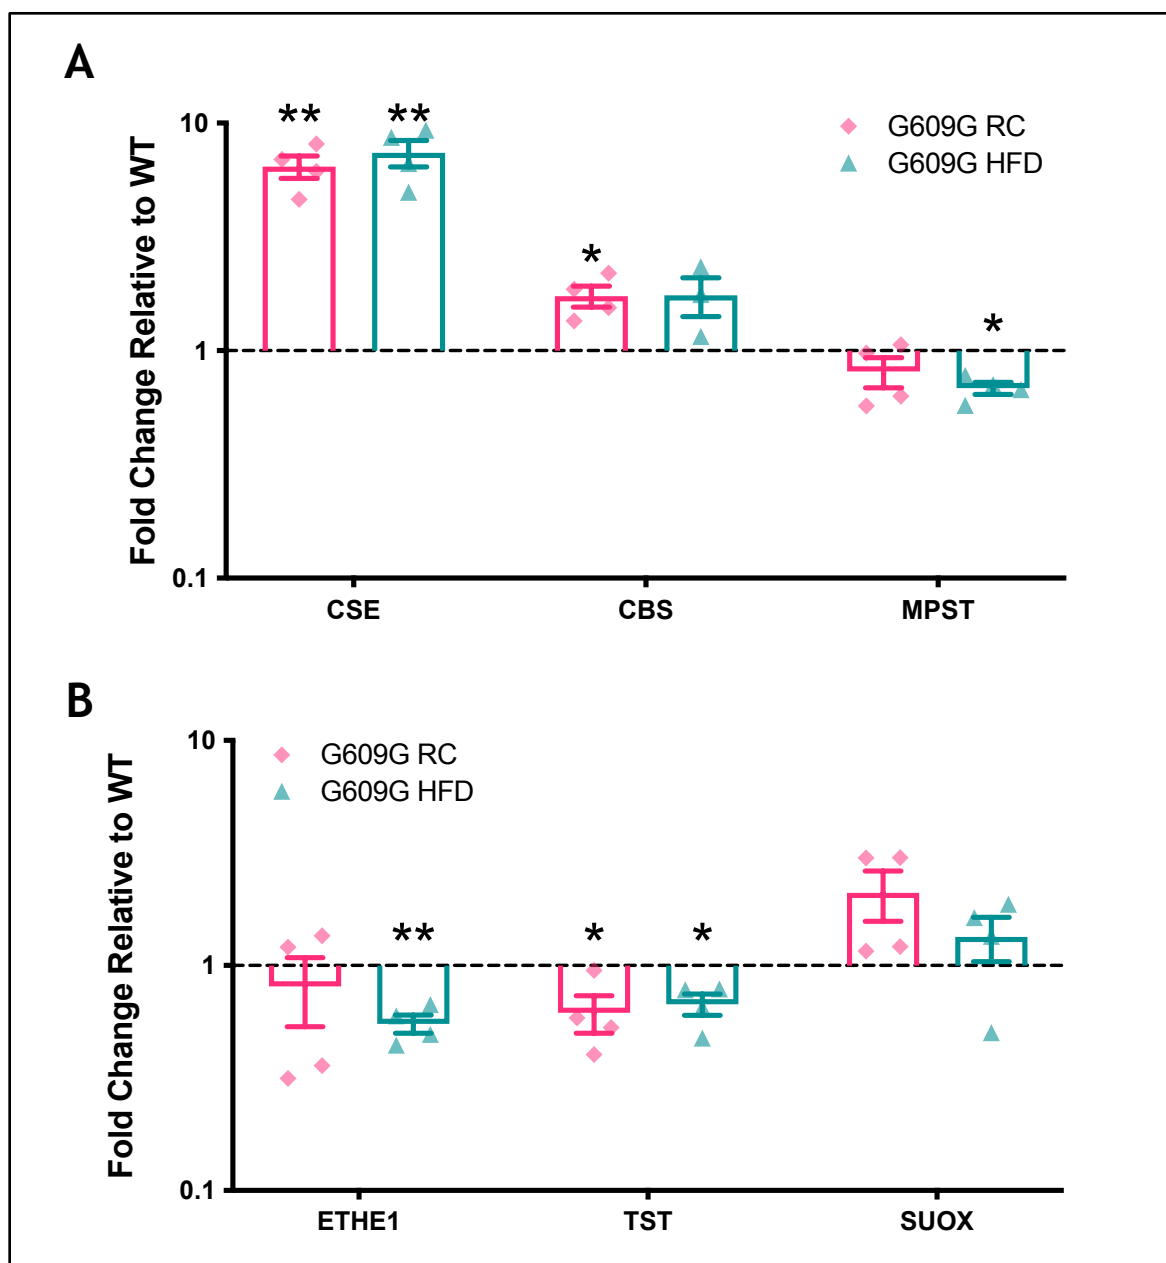 A
Fold Change Relative to WT
10
1
0.1
** **
* 
*
G609G RC
G609G HFD
CSE CBS MPST
B
Fold Change Relative to WT
10
1
0.1
G609G RC
G609G HFD
** * *
ETHE1 TST SUOX